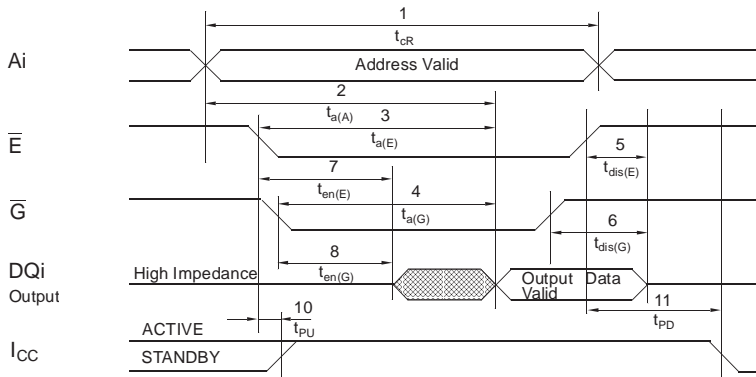 1
tcR
Ai
Address Valid
2
ta(A)
3
E
ta(E)
5
tdis(E)
7
ten(E)
4
G
ta(G)
6
tdis(G)
8
ten(G)
DQi
Output
High Impedance
Output Data
Valid
10
tPU
11
tPD
ACTIVE
ICC
STANDBY